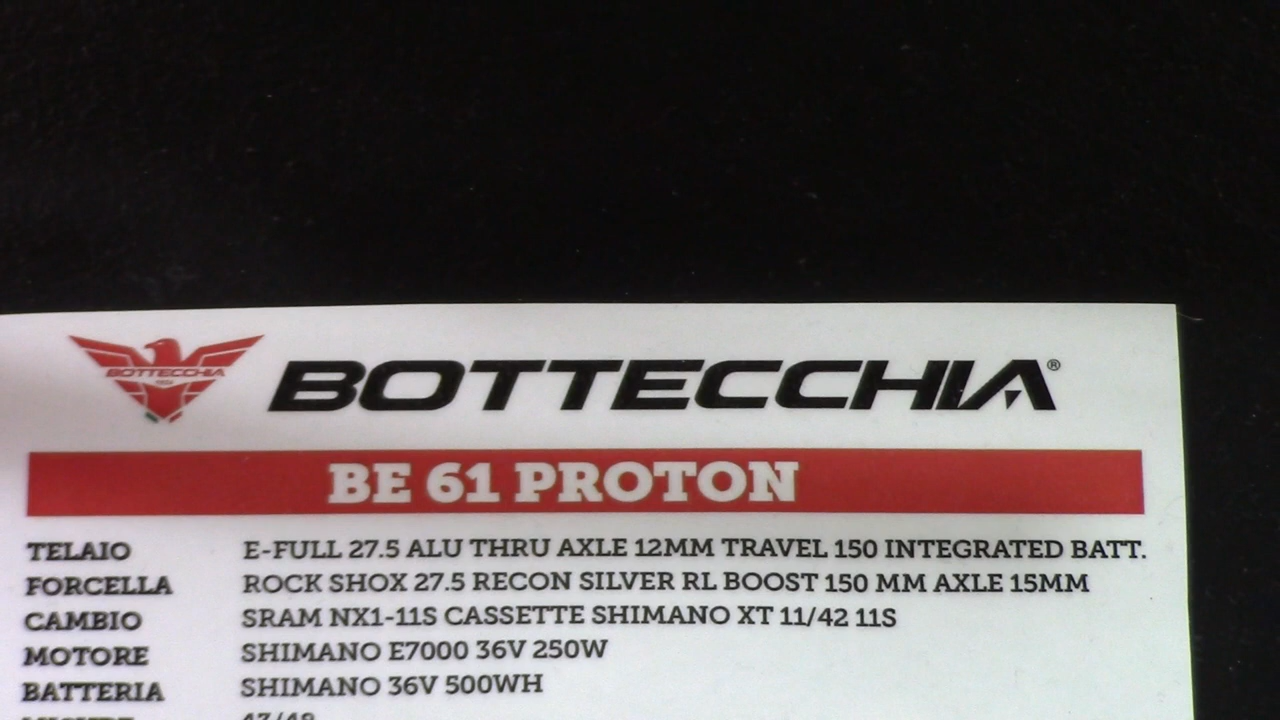 BOTTECCHIA
BOTTECCHIA®
BE 61 PROTON
TELAIO E-FULL 27.5 ALU THRU AXLE 12MM TRAVEL 150 INTEGRATED BATT.
FORCELLA ROCK SHOX 27.5 RECON SILVER RL BOOST 150 MM AXLE 15MM
CAMBIO SRAM NX1-11S CASSETTE SHIMANO XT 11/42 11S
MOTORE SHIMANO E7000 36V 250W
BATTERIA SHIMANO 36V 500WH